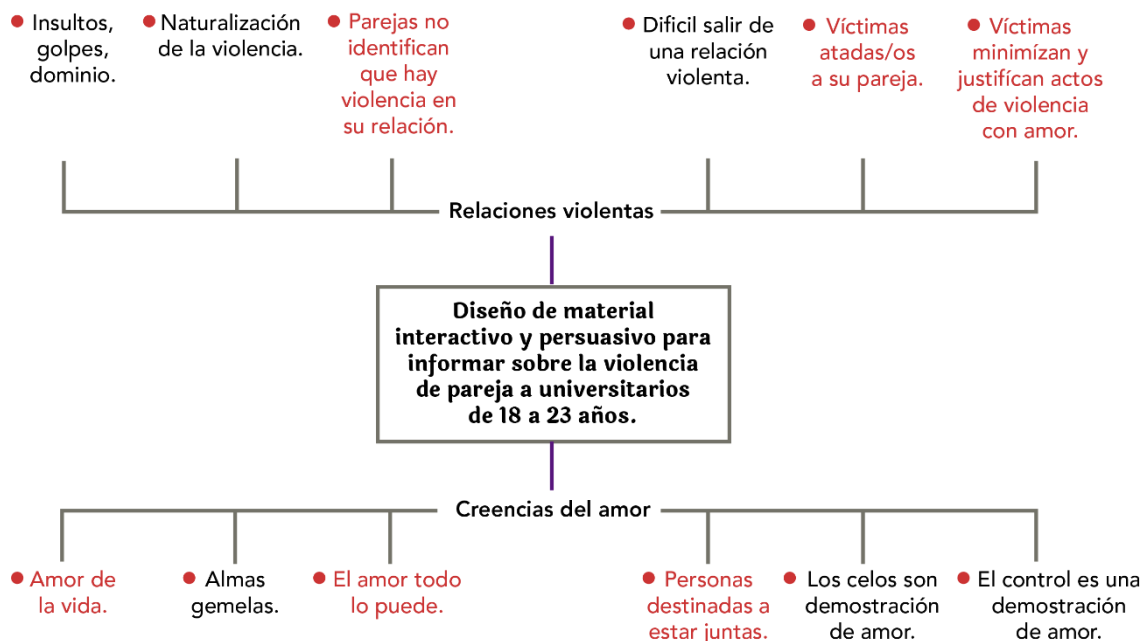 ● Insultos,
golpes,
dominio.
● Naturalización
de la violencia.
● Parejas no
identifican
que hay
violencia en
su relación.
● Dificil salir de
una relación
violenta.
● Víctimas
atadas/os
a su pareja.
● Víctimas
minimízan y
justifícan actos
de violencia
con amor.
Relaciones violentas
Diseño de material
interactivo y persuasivo para
informar sobre la violencia
de pareja a universitarios
de 18 a 23 años.
Creencias del amor
● Amor de
la vida.
● Almas
gemelas.
● El amor todo
lo puede.
● Personas
destinadas a
estar juntas.
● Los celos son
demostración
de amor.
● El control es una
demostración
de amor.